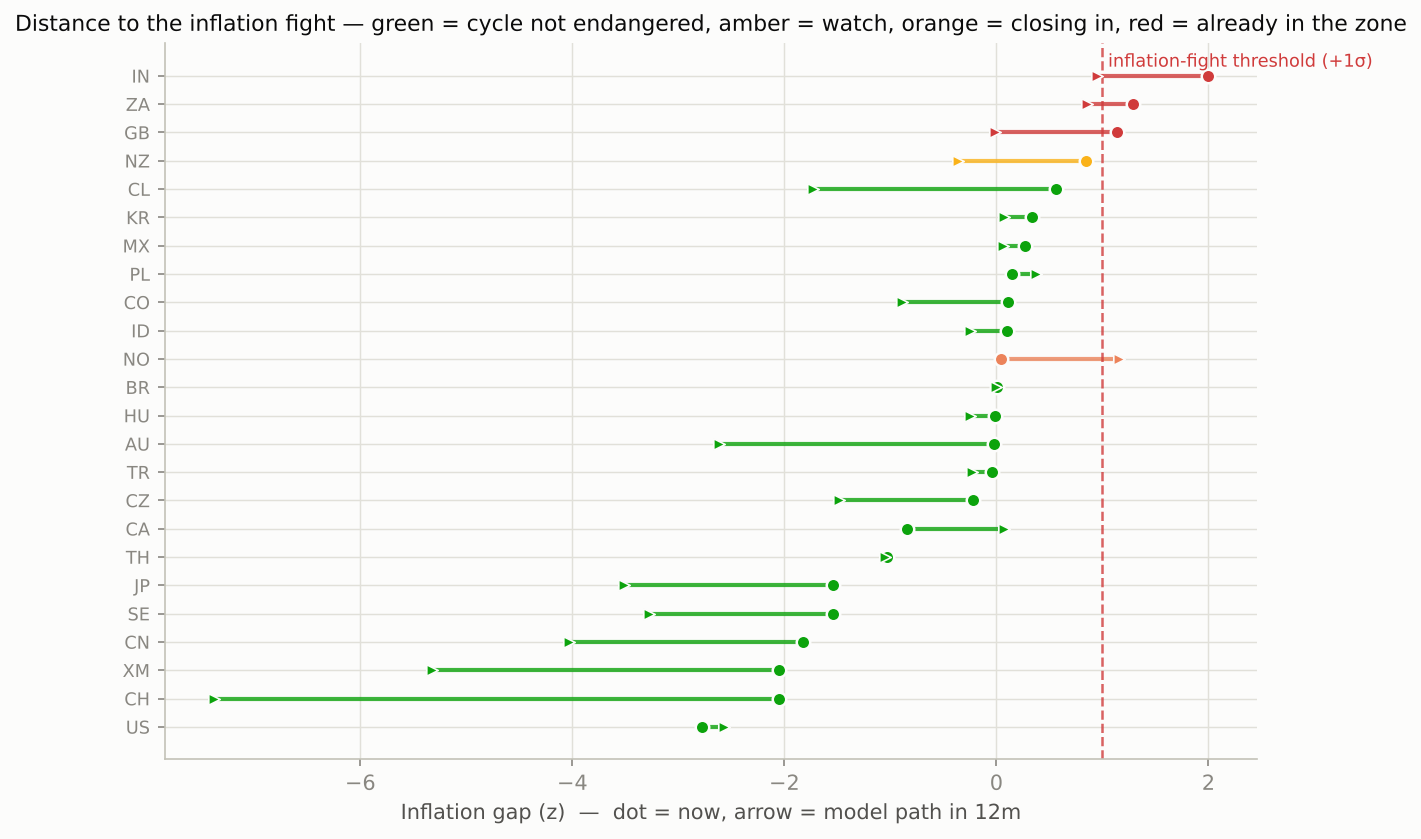 Distance to the inflation fight — green = cycle not endangered, amber = watch, orange = closing in, red = already in the zone
inflation-fight threshold (+1σ)
IN
ZA
GB
NZ
CL
KR
MX
PL
CO
ID
NO
BR
HU
AU
TR
CZ
CA
TH
JP
SE
CN
XM
CH
US
−6 −4 −2 0 2
Inflation gap (z) — dot = now, arrow = model path in 12m